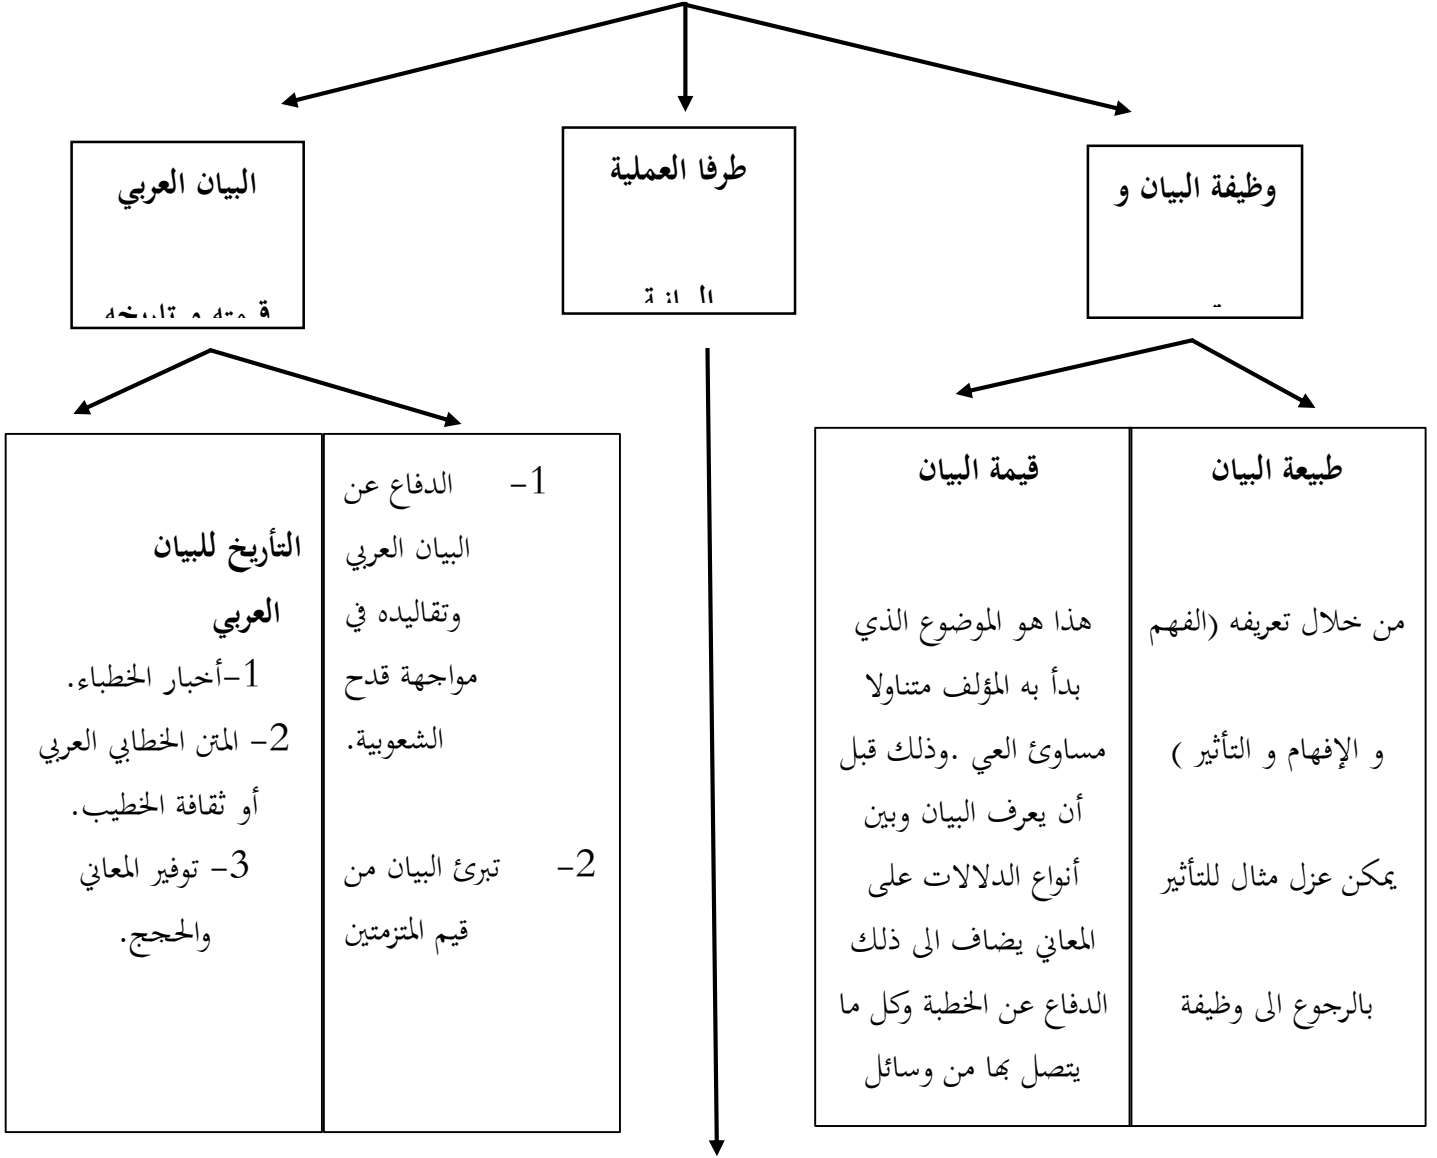 وظيفة البيان و
طرفا العملية
البيان العربي
قيمته و تاريخه
طبيعة البيان
من خلال تعريفه (الفهم
و الإفهام و التأثير )
يمكن عزل مثال للتأثير
بالرجوع الى وظيفة
قيمة البيان
هذا هو الموضوع الذي
بدأ به المؤلف متناولا
مساوئ العي .وذلك قبل
أن يعرف البيان وبين
أنواع الدلالات على
المعاني يضاف الى ذلك
الدفاع عن الخطبة وكل ما
يتصل بها من وسائل
1- الدفاع عن
البيان العربي
وتقاليده في
مواجهة قدح
الشعوبية.
2- تبرئ البيان من
قيم المتزمتين
التأريخ للبيان
العربي
1-أخبار الخطباء.
2- المتن الخطابي العربي
أو ثقافة الخطيب.
3- توفير المعاني
والحجج.